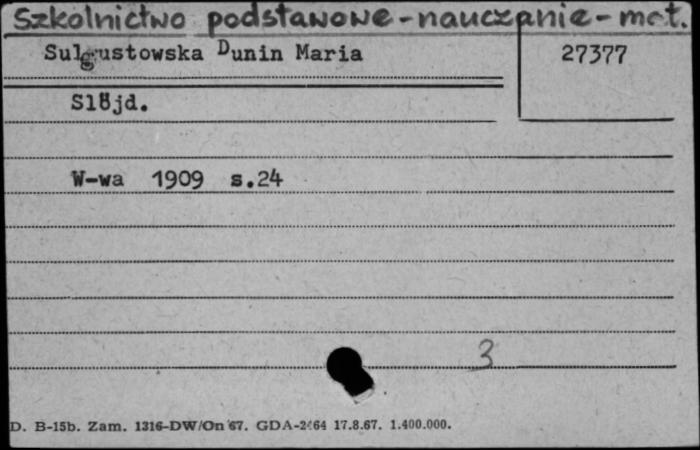 Szkolnictwo podstawowe - nauczanie - met.
Sulgustowska Dunin Maria 27377
Slöjd.
W-wa 1909 s.24
3
D. B-15b. Zam. 1316-DW/On 67. GDA-2464 17.8.67. 1.400.000.